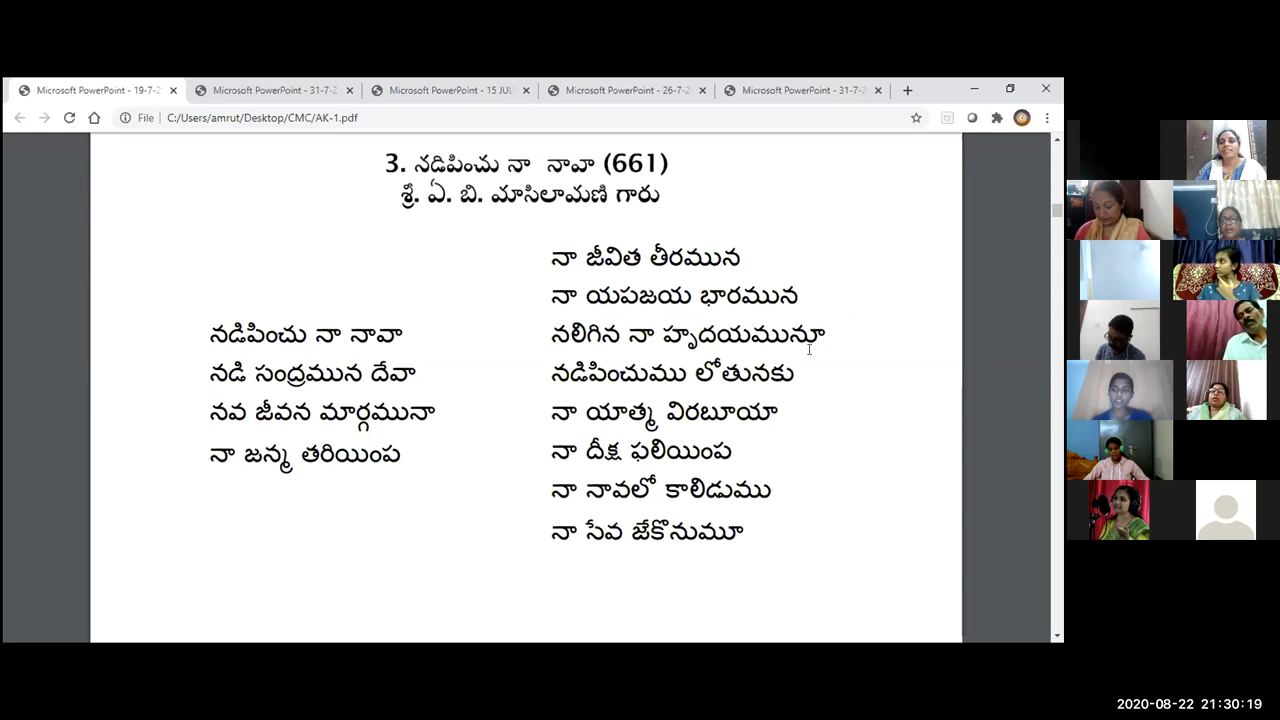 Microsoft PowerPoint - 19-7-2
Microsoft PowerPoint - 31-7-2
Microsoft PowerPoint - 15 JUL
Microsoft PowerPoint - 26-7-2
Microsoft PowerPoint - 31-7-2
File C:/Users/amrut/Desktop/CMC/AK-1.pdf
3. నడిపించు నా నావా (661)
శ్రీ. ఏ. బి. మాసిలామణి గారు
నడిపించు నా నావా
నడి సంద్రమున దేవా
నవ జీవన మార్గమునా
నా జన్మ తరియింప
నా జీవిత తీరమున
నా యపజయ భారమున
నలిగిన నా హృదయమునూ
నడిపించుము లోతునకు
నా యాత్మ విరబూయా
నా దీక్ష ఫలియింప
నా నావలో కాలిడుము
నా సేవ జేకొనుమూ
2020-08-22 21:30:19